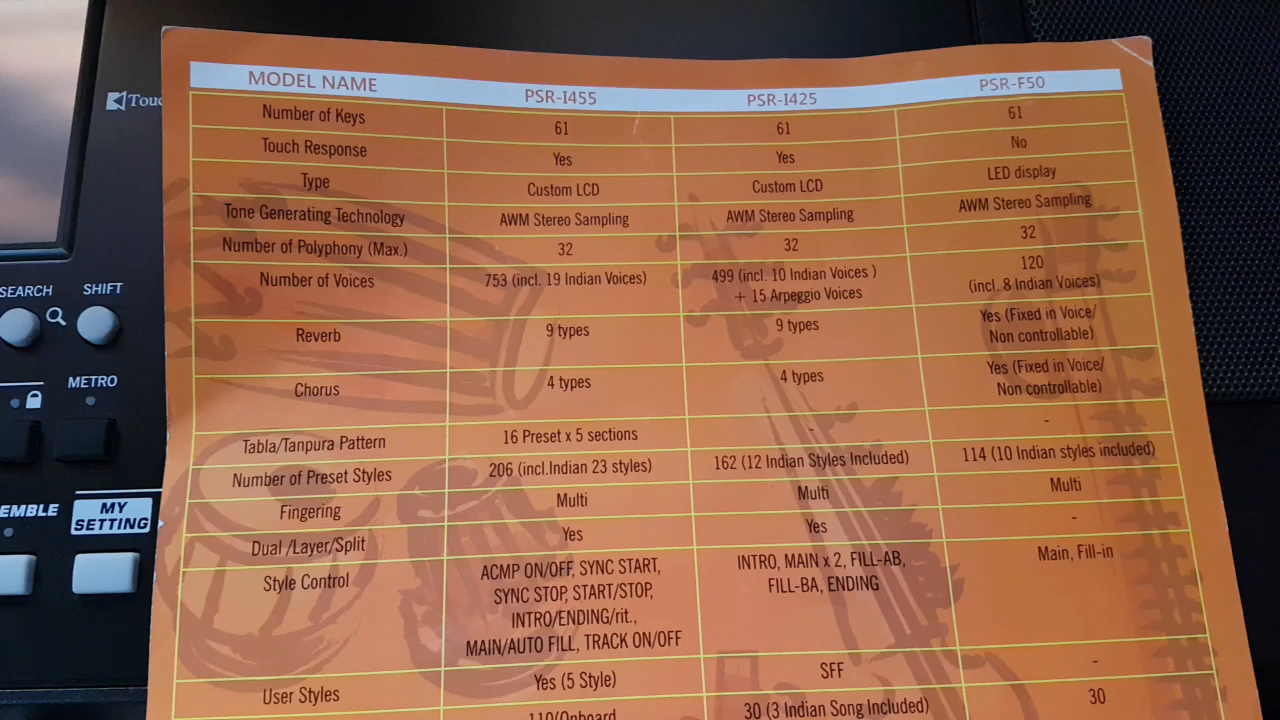 Touc
SEARCH
SHIFT
METRO
EMBLE
MY
SETTING
MODEL NAME PSR-I455 PSR-I425 PSR-F50
Number of Keys 61 61 61
Touch Response Yes Yes No
Type Custom LCD Custom LCD LED display
Tone Generating Technology AWM Stereo Sampling AWM Stereo Sampling AWM Stereo Sampling
Number of Polyphony (Max.) 32 32 32
Number of Voices 753 (incl. 19 Indian Voices) 499 (incl. 10 Indian Voices ) 120
+ 15 Arpeggio Voices (incl. 8 Indian Voices)
Reverb 9 types 9 types Yes (Fixed in Voice/
Non controllable)
Chorus 4 types 4 types Yes (Fixed in Voice/
Non controllable)
Tabla/Tanpura Pattern 16 Preset x 5 sections - -
Number of Preset Styles 206 (incl.Indian 23 styles) 162 (12 Indian Styles Included) 114 (10 Indian styles included)
Fingering Multi Multi Multi
Dual /Layer/Split Yes Yes -
Style Control ACMP ON/OFF, SYNC START, INTRO, MAIN x 2, FILL-AB, Main, Fill-in
SYNC STOP, START/STOP, FILL-BA, ENDING
INTRO/ENDING/rit.,
MAIN/AUTO FILL, TRACK ON/OFF
User Styles Yes (5 Style) SFF -
110(Onboard 30 (3 Indian Song Included) 30